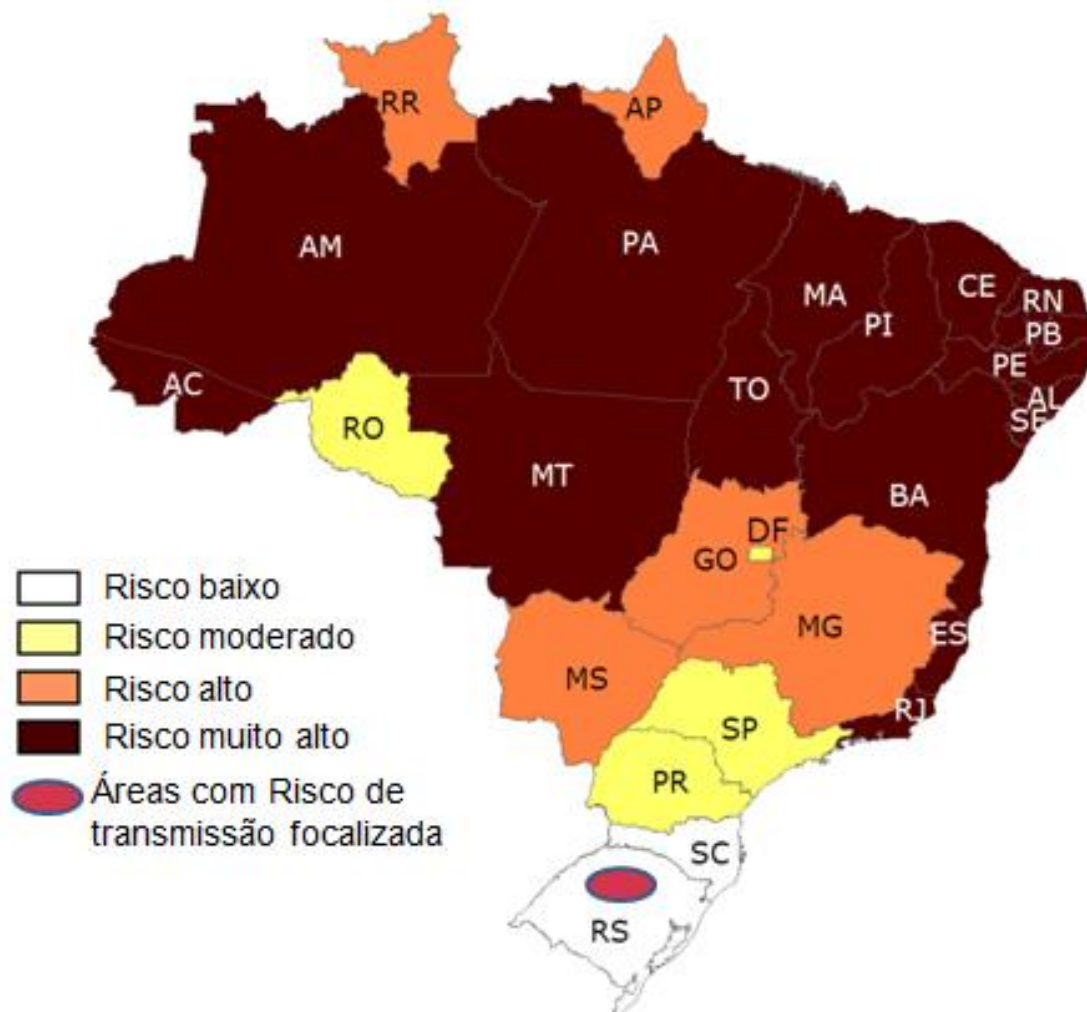 RR
AP
AM
PA
MA
CE
RN
PI
PB
PE
AC
TO
AL
SE
RO
MT
BA
DF
GO
MG
ES
MS
RJ
SP
PR
SC
RS
Risco baixo
Risco moderado
Risco alto
Risco muito alto
Áreas com Risco de
transmissão focalizada